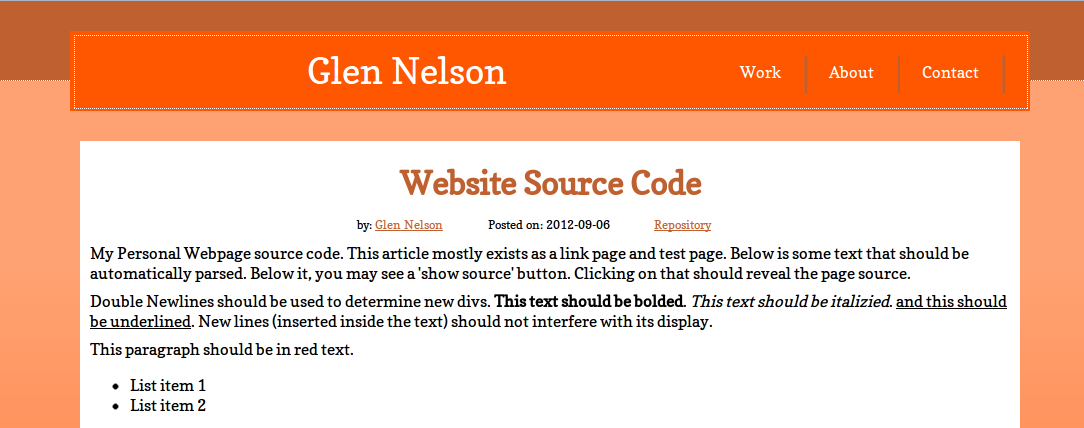 Glen Nelson
Work About Contact
Website Source Code
by: Glen Nelson Posted on: 2012-09-06 Repository
My Personal Webpage source code. This article mostly exists as a link page and test page. Below is some text that should be
automatically parsed. Below it, you may see a 'show source' button. Clicking on that should reveal the page source.
Double Newlines should be used to determine new divs. This text should be bolded. This text should be italizied. and this should
be underlined. New lines (inserted inside the text) should not interfere with its display.
This paragraph should be in red text.
• List item 1
• List item 2